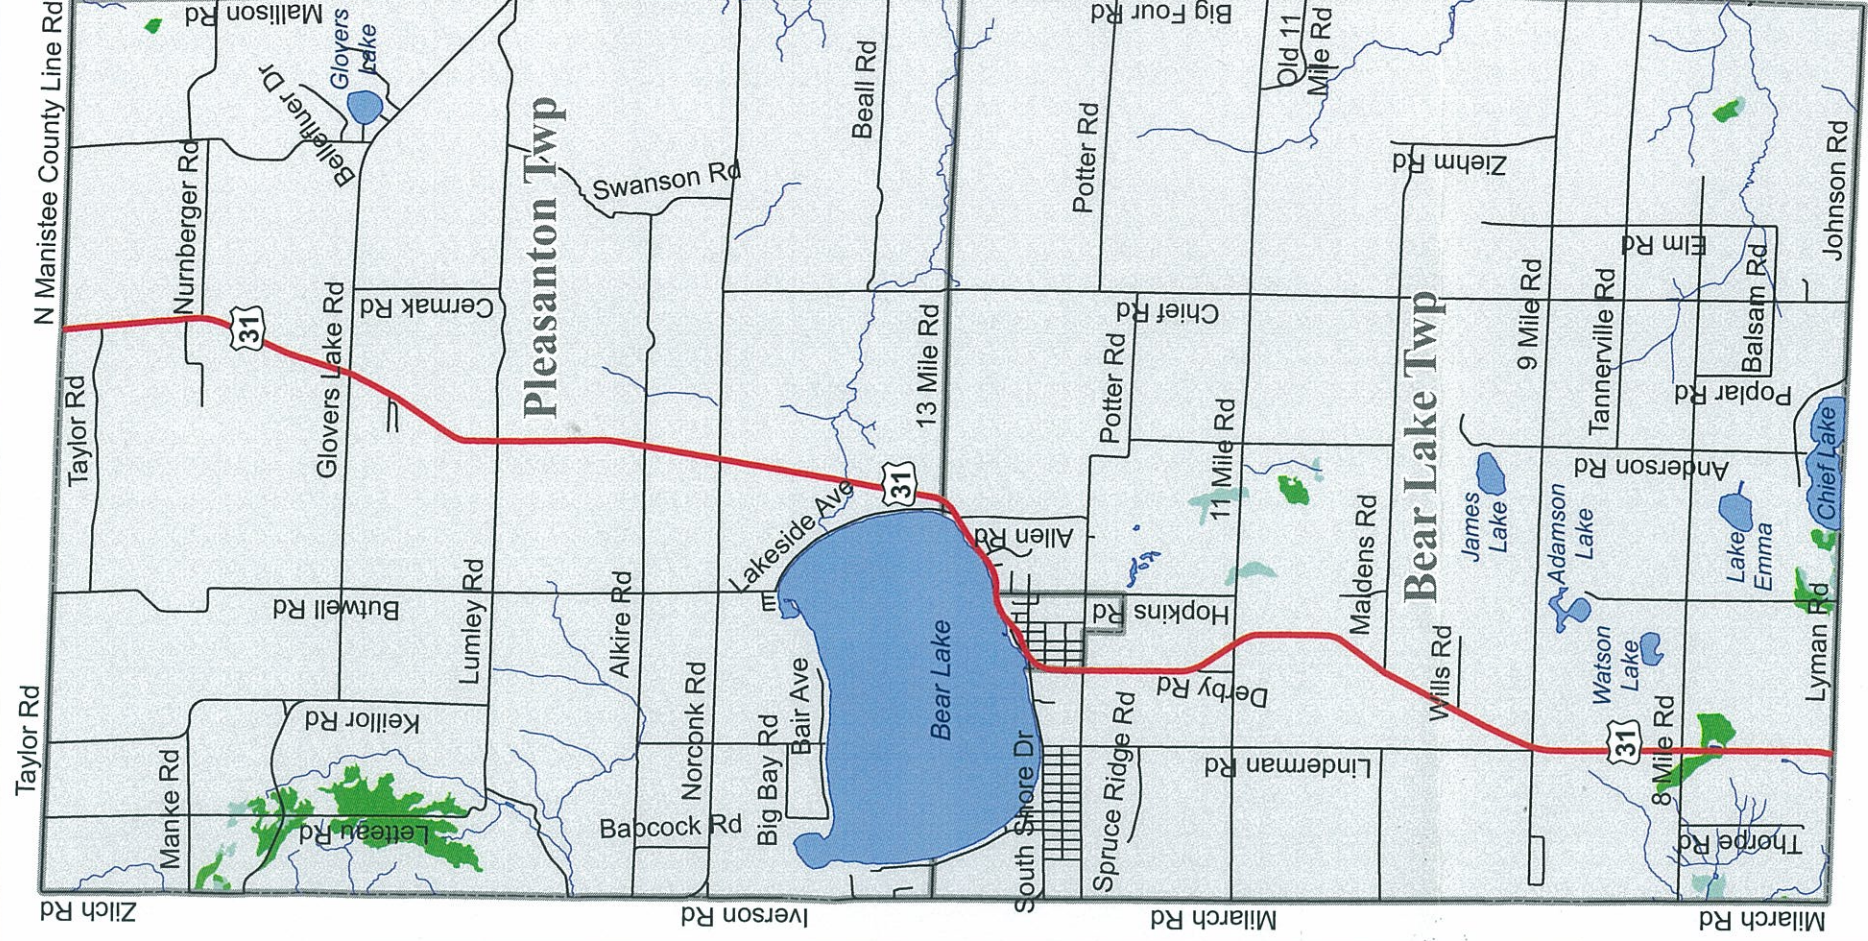 N Manistee County Line Rd
Mallison Rd
Glovers
Lake
Bellefluer Dr
Nurnberger Rd
31
Taylor Rd
Glovers Lake Rd
Cermak Rd
Pleasanton Twp
Swanson Rd
Beall Rd
13 Mile Rd
31
Lakeside Ave
Butwell Rd
Lumley Rd
Alkire Rd
Taylor Rd
Manke Rd
Keillor Rd
Letteau Rd
Norconk Rd
Babcock Rd
Big Bay Rd
Bair Ave
Bear Lake
Zilch Rd
Iverson Rd
Big Four Rd
Old 11
Mile Rd
Potter Rd
Ziehm Rd
Chief Rd
Potter Rd
11 Mile Rd
Allen Rd
Hopkins Rd
Derby Rd
South Shore Dr
Spruce Ridge Rd
Linderman Rd
Milarch Rd
Maidens Rd
Bear Lake Twp
Wills Rd
9 Mile Rd
Tannerville Rd
Elm Rd
Balsam Rd
Johnson Rd
Poplar Rd
Anderson Rd
James
Lake
Adamson
Lake
Lake
Emma
Chief Lake
Watson
Lake
Lyman Rd
31
8 Mile Rd
Thorpe Rd
Milarch Rd